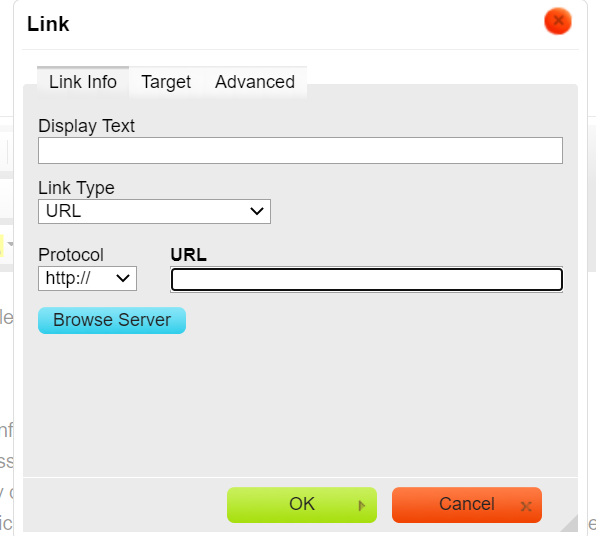 Link
Link Info Target Advanced
Display Text
Link Type
URL
Protocol URL
http://
Browse Server
OK Cancel